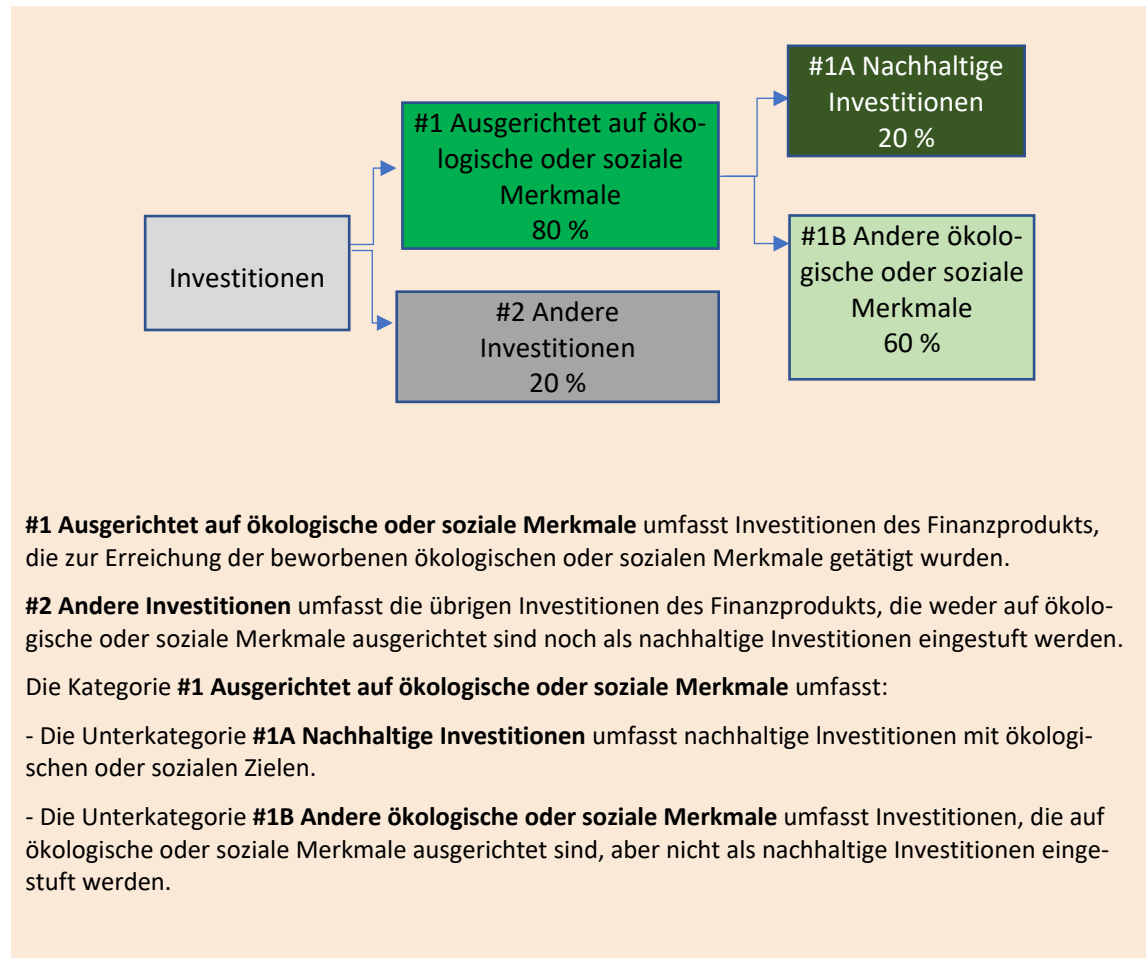 #1A Nachhaltige
Investitionen
20 %
#1 Ausgerichtet auf öko-
logische oder soziale
Merkmale
80 %
Investitionen
#1B Andere ökolo-
gische oder soziale
Merkmale
60 %
#2 Andere
Investitionen
20 %
#1 Ausgerichtet auf ökologische oder soziale Merkmale umfasst Investitionen des Finanzprodukts,
die zur Erreichung der beworbenen ökologischen oder sozialen Merkmale getätigt wurden.
#2 Andere Investitionen umfasst die übrigen Investitionen des Finanzprodukts, die weder auf ökolo-
gische oder soziale Merkmale ausgerichtet sind noch als nachhaltige Investitionen eingestuft werden.
Die Kategorie #1 Ausgerichtet auf ökologische oder soziale Merkmale umfasst:
- Die Unterkategorie #1A Nachhaltige Investitionen umfasst nachhaltige lnvestitionen mit ökologi-
schen oder sozialen Zielen.
- Die Unterkategorie #1B Andere ökologische oder soziale Merkmale umfasst Investitionen, die auf
ökologische oder soziale Merkmale ausgerichtet sind, aber nicht als nachhaltige Investitionen einge-
stuft werden.